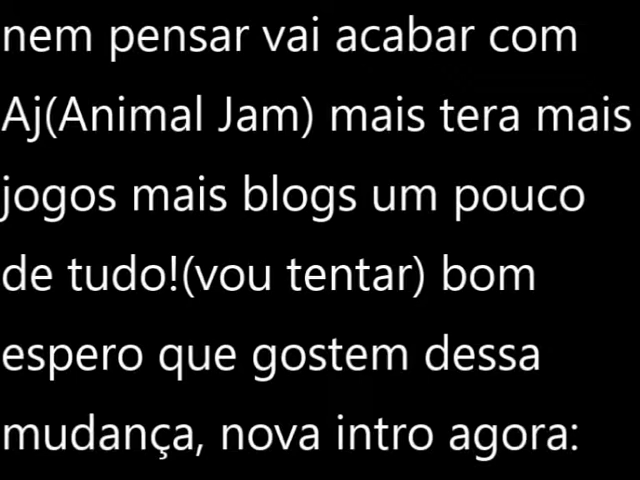 nem pensar vai acabar com
Aj(Animal Jam) mais tera mais
jogos mais blogs um pouco
de tudo!(vou tentar) bom
espero que gostem dessa
mudança, nova intro agora: